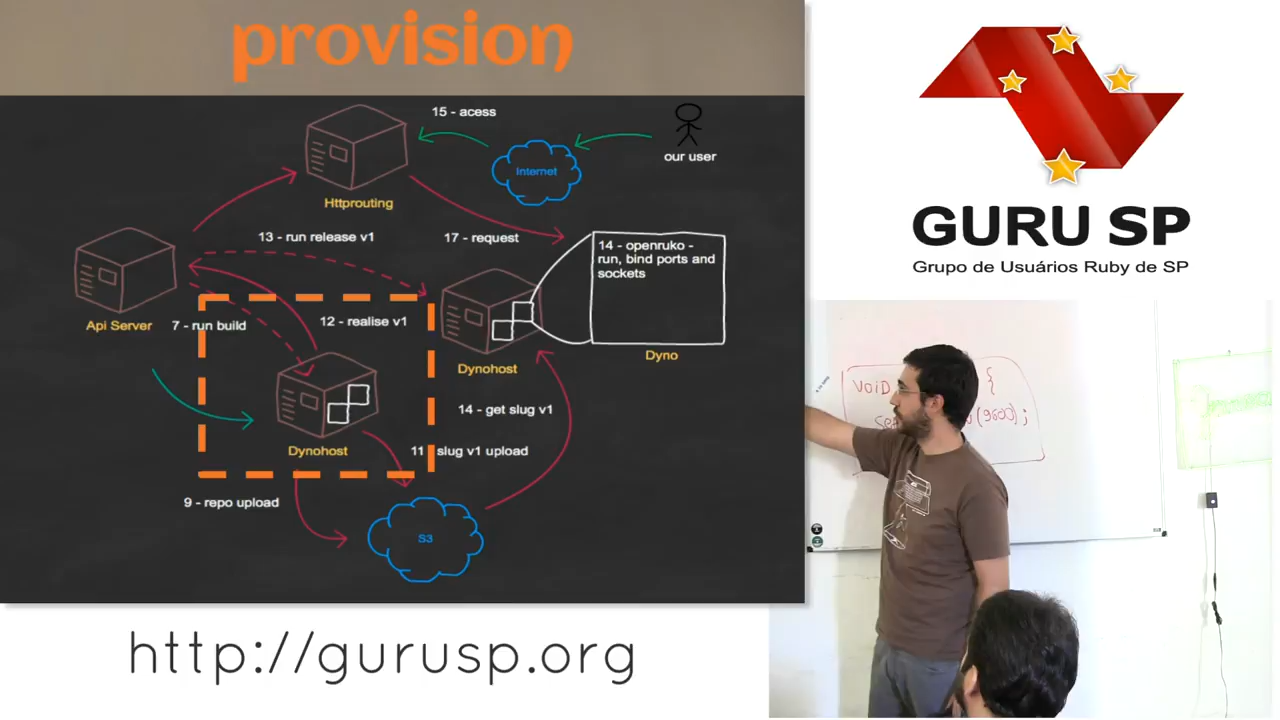 provision
15 - acess
our user
Internet
Httprouting
13 - run release v1
17 - request
14 - openruko -
run, bind ports and
sockets
Api Server
7 - run build
12 - realise v1
Dynohost
Dyno
14 - get slug v1
Dynohost
11
slug v1 upload
9 - repo upload
S3
http://gurusp.org
GURU SP
Grupo de Usuários Ruby de SP
VOID
{
(9600);